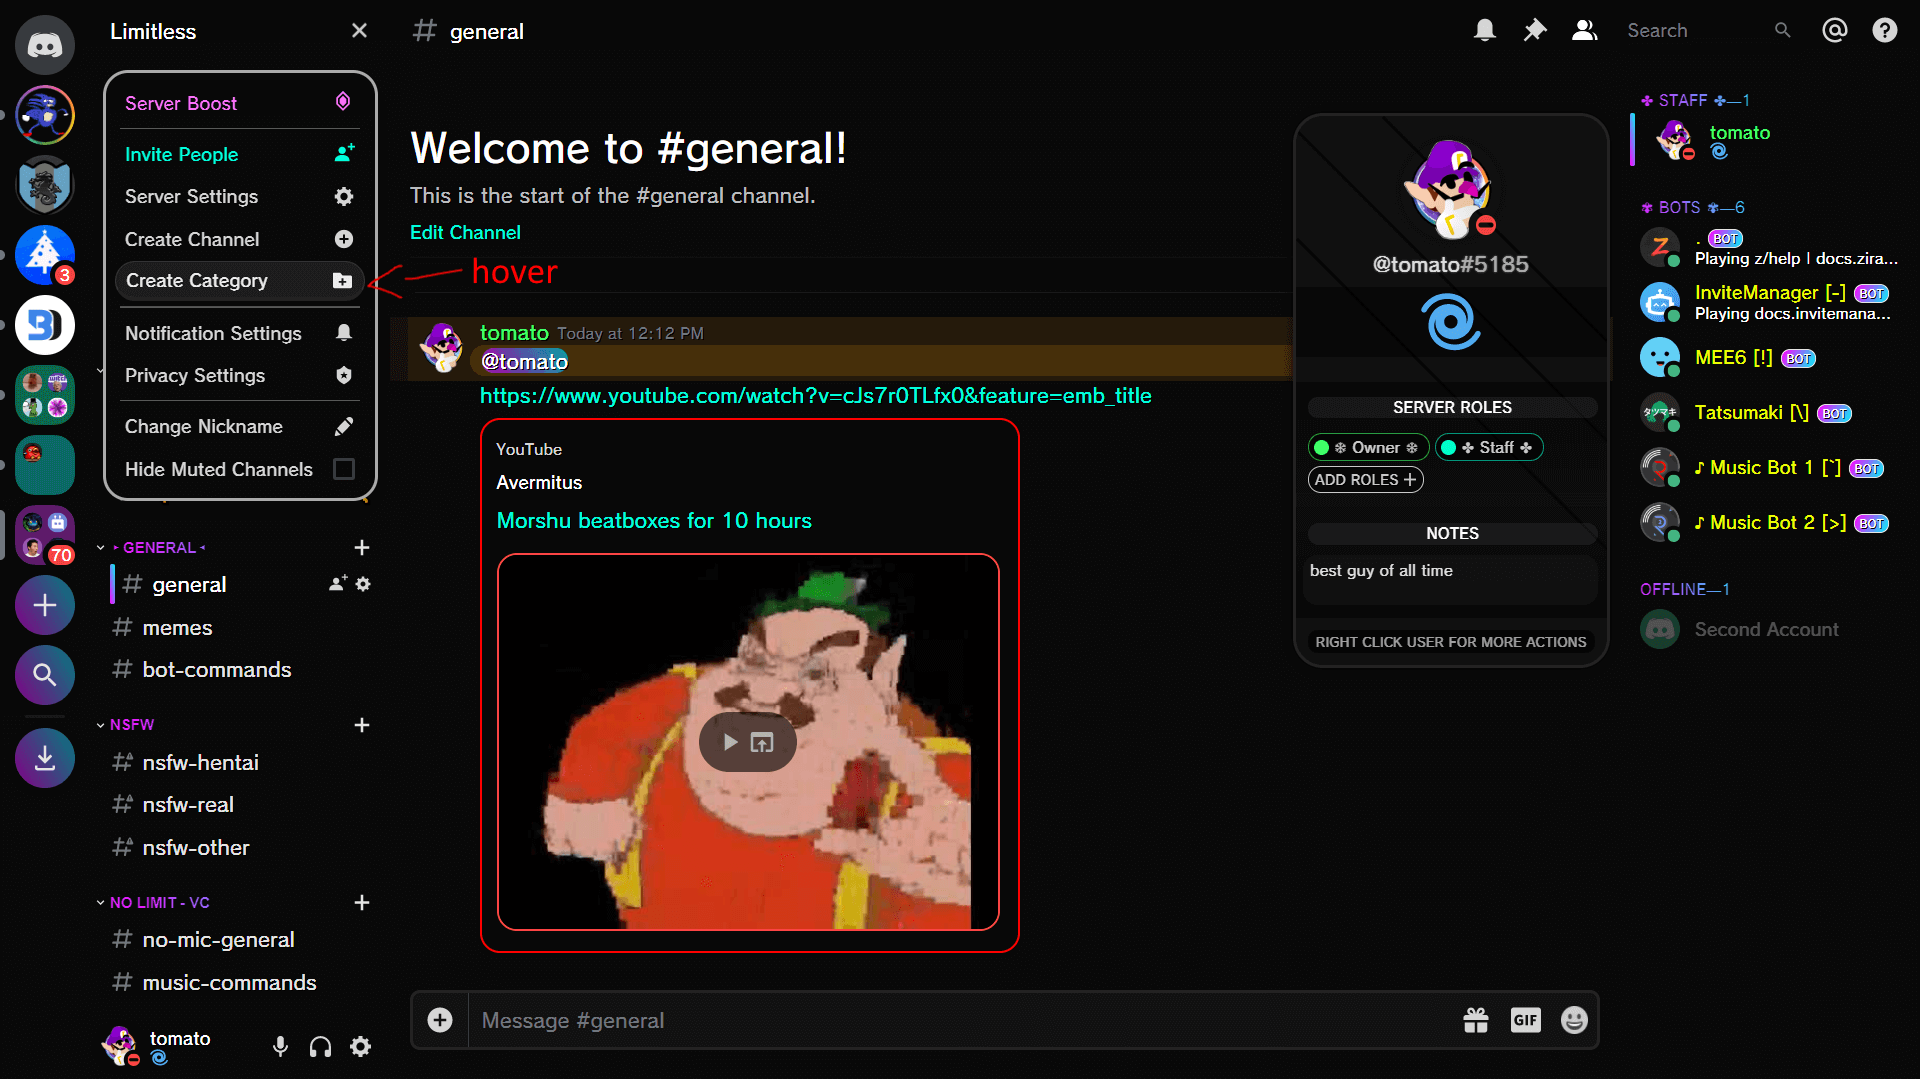 Limitless
Server Boost
Invite People
Server Settings
Create Channel
Create Category
Notification Settings
Privacy Settings
Change Nickname
Hide Muted Channels
GENERAL
general
memes
bot-commands
NSFW
nsfw-hentai
nsfw-real
nsfw-other
NO LIMIT - VC
no-mic-general
music-commands
tomato
3
70
general
Search
Welcome to #general!
This is the start of the #general channel.
Edit Channel
hover
tomato Today at 12:12 PM
@tomato
https://www.youtube.com/watch?v=cJs7r0TLfx0&feature=emb_title
YouTube
Avermitus
Morshu beatboxes for 10 hours
Message #general
GIF
@tomato#5185
SERVER ROLES
❄ Owner ❄
✤ Staff ✤
ADD ROLES +
NOTES
best guy of all time
RIGHT CLICK USER FOR MORE ACTIONS
✤ STAFF ✤—1
tomato
✾ BOTS ✾—6
. BOT
Playing z/help | docs.zira...
InviteManager [-] BOT
Playing docs.invitemana...
MEE6 [!] BOT
タツマキ
Tatsumaki [\] BOT
♪ Music Bot 1 [`] BOT
♪ Music Bot 2 [>] BOT
OFFLINE—1
Second Account